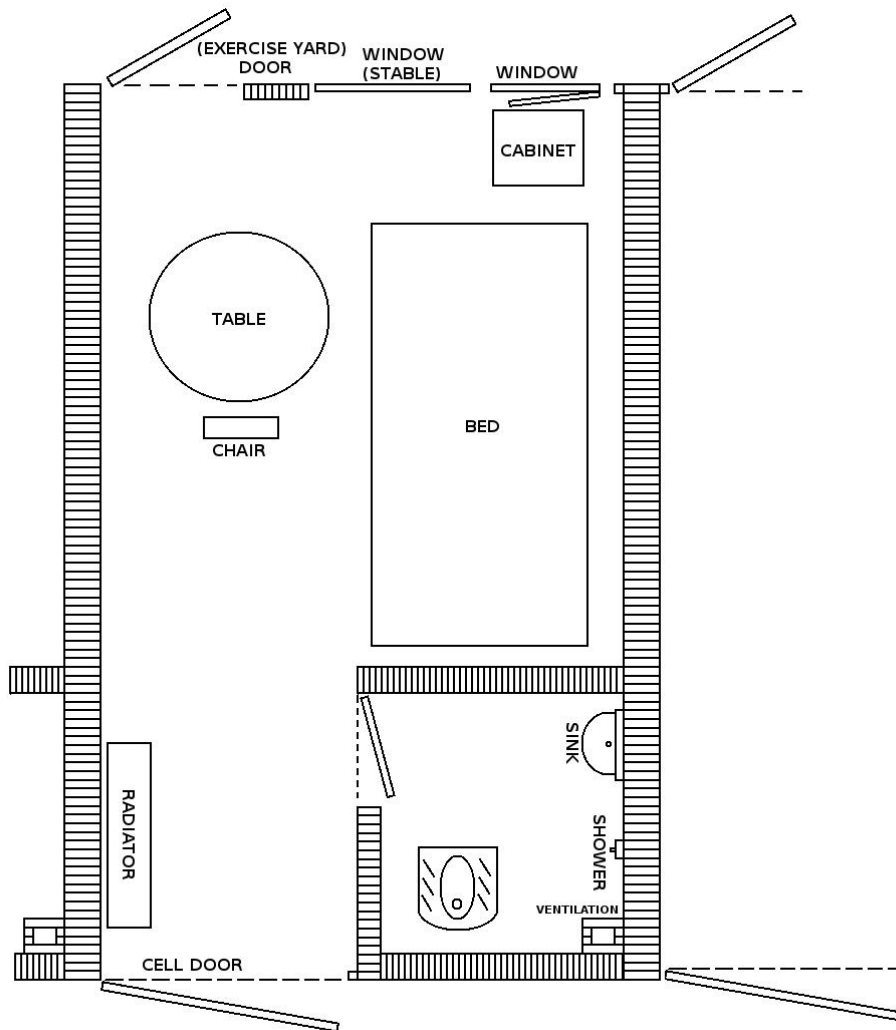 (EXERCISE YARD)
DOOR
WINDOW
(STABLE)
WINDOW
CABINET
TABLE
CHAIR
BED
SINK
SHOWER
RADIATOR
VENTILATION
CELL DOOR